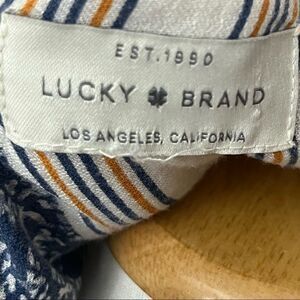 EST.1990
LUCKY BRAND
LOS ANGELES, CALIFORNIA